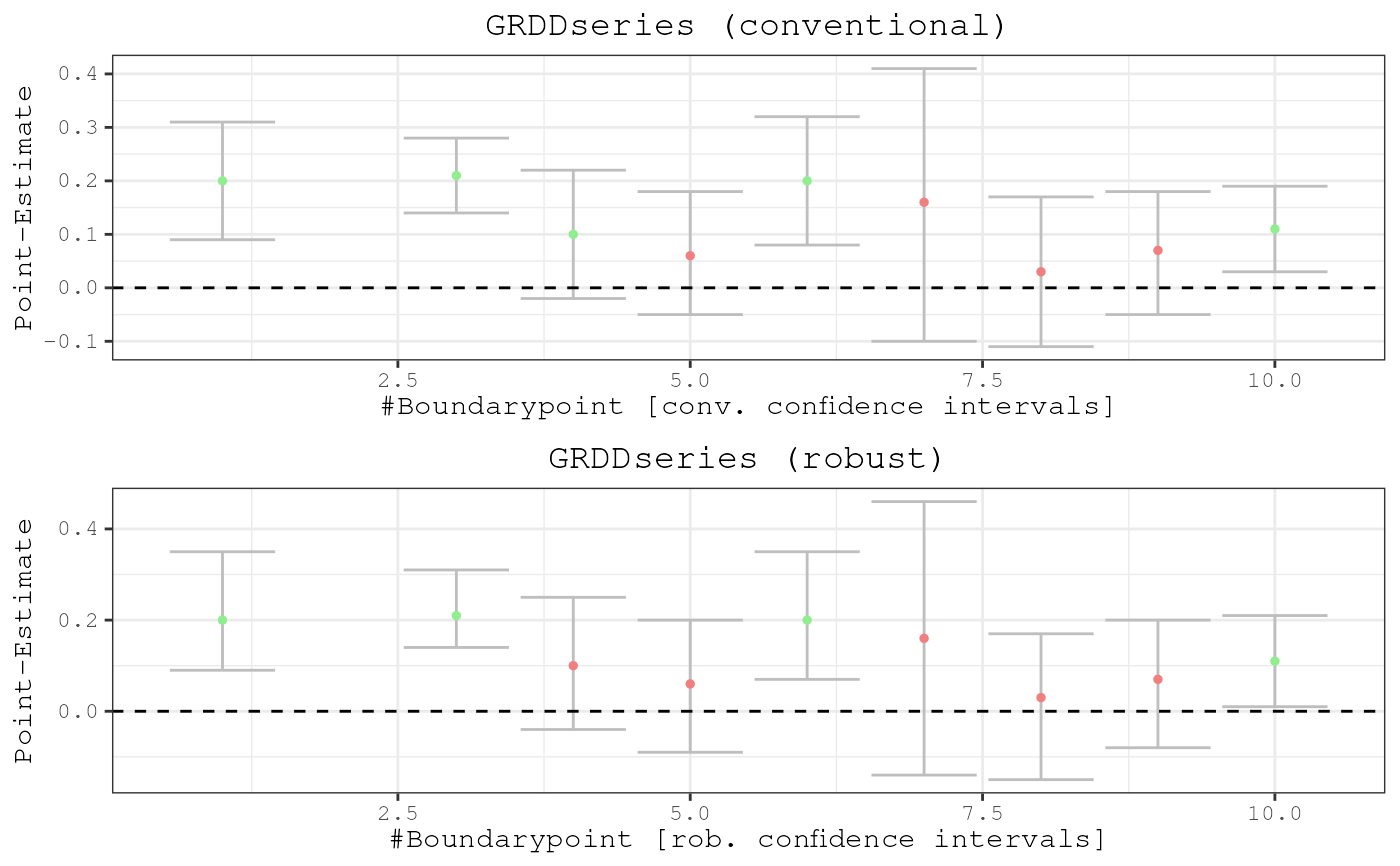 GRDDseries (conventional)
Point-Estimate
0.4
0.3
0.2
0.1
0.0
-0.1
2.5 5.0 7.5 10.0
#Boundarypoint [conv. confidence intervals]
GRDDseries (robust)
Point-Estimate
0.4
0.2
0.0
2.5 5.0 7.5 10.0
#Boundarypoint [rob. confidence intervals]